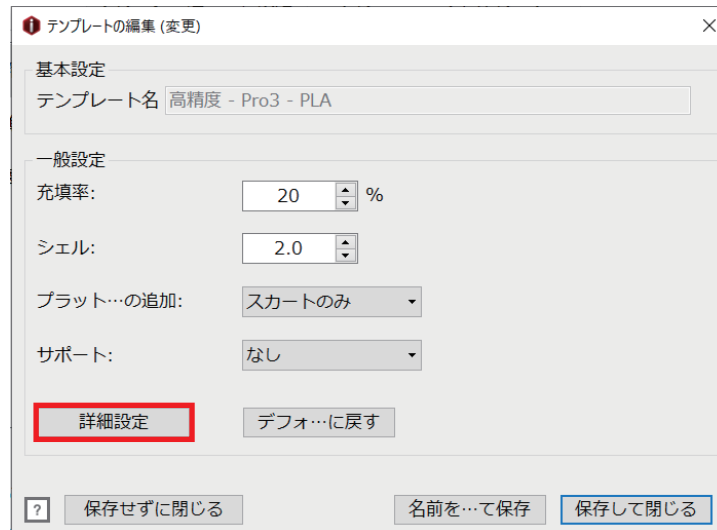 テンプレートの編集 (変更)
基本設定
テンプレート名 高精度 - Pro3 - PLA
一般設定
充填率: 20 %
シェル: 2.0
プラット…の追加: スカートのみ
サポート: なし
詳細設定 デフォ…に戻す
? 保存せずに閉じる 名前を…て保存 保存して閉じる